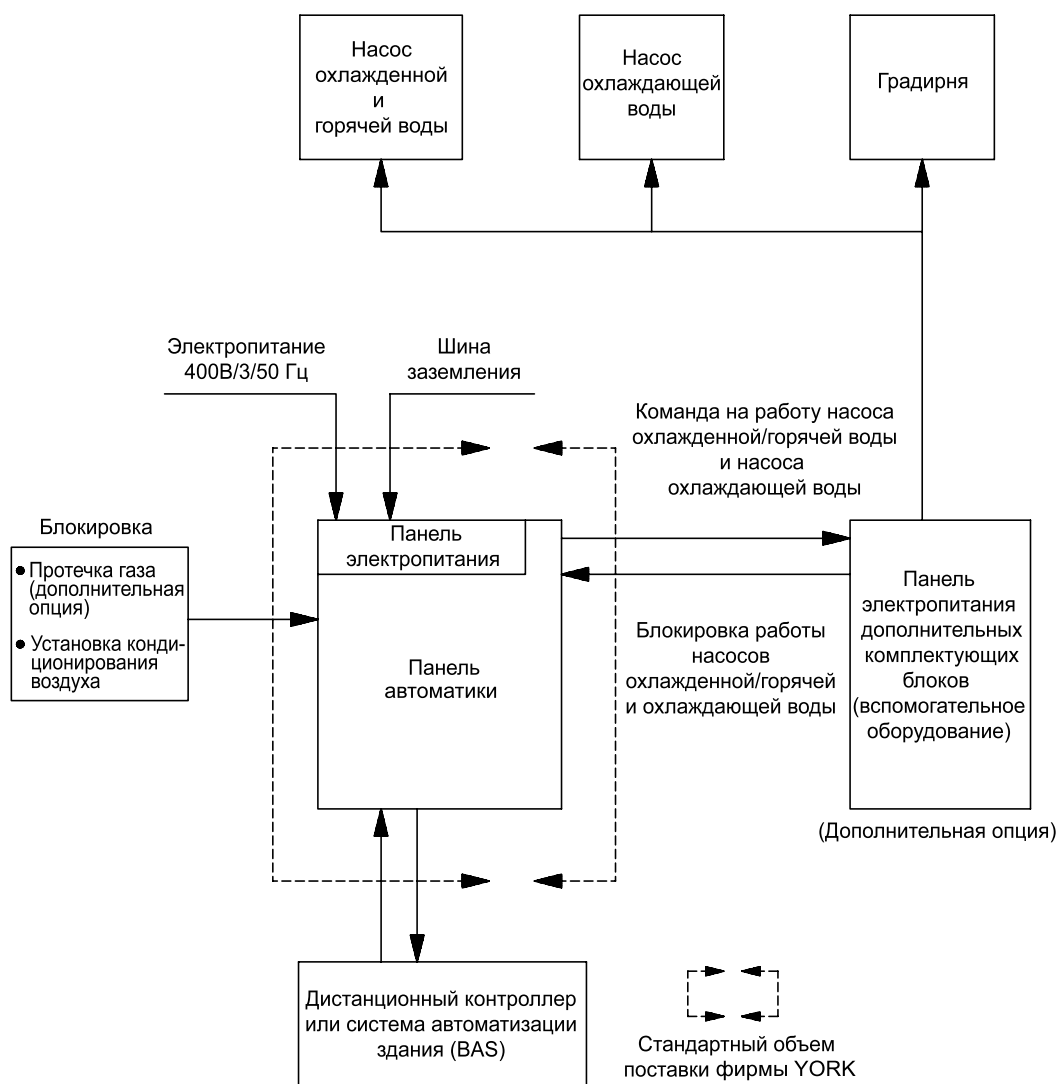 Насос
охлажденной
и
горячей воды
Насос
охлаждающей
воды
Градирня
Электропитание
400В/3/50 Гц
Шина
заземления
Команда на работу насоса
охлажденной/горячей воды
и насоса
охлаждающей воды
Блокировка
● Протечка газа
(дополнительная
опция)
● Установка конди-
ционирования
воздуха
Панель
электропитания
Панель
автоматики
Блокировка работы
насосов
охлажденной/горячей
и охлаждающей воды
Панель
электропитания
дополнительных
комплектующих
блоков
(вспомогательное
оборудование)
(Дополнительная опция)
Дистанционный контроллер
или система автоматизации
здания (BAS)
Стандартный объем
поставки фирмы YORK